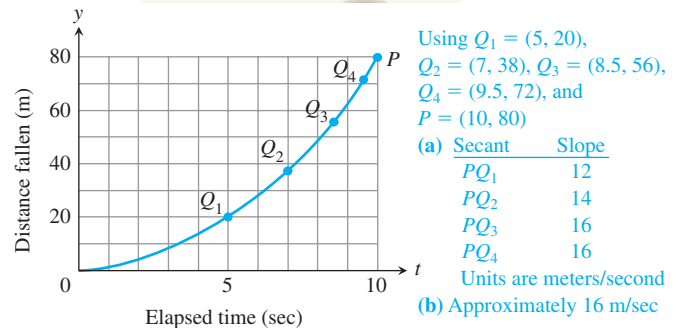 y
80
60
40
20
0
5
10
t
Distance fallen (m)
Elapsed time (sec)
Q₁
Q₂
Q₃
Q₄
P
Using Q₁ = (5, 20),
Q₂ = (7, 38), Q₃ = (8.5, 56),
Q₄ = (9.5, 72), and
P = (10, 80)
(a) Secant Slope
PQ₁ 12
PQ₂ 14
PQ₃ 16
PQ₄ 16
Units are meters/second
(b) Approximately 16 m/sec